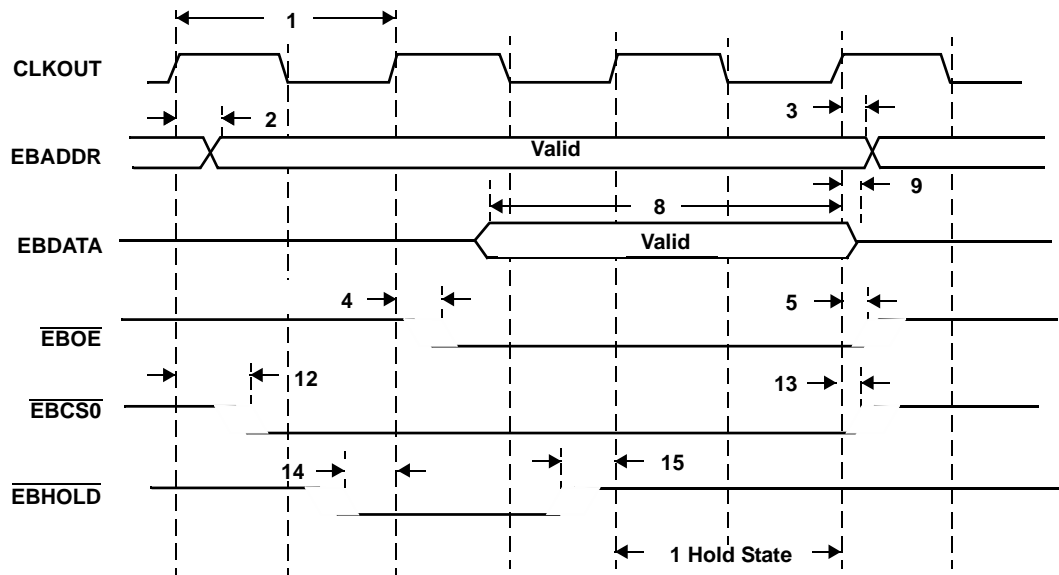 1
CLKOUT
2
3
EBADDR
Valid
9
8
EBDATA
Valid
4
5
EBOE
12
13
EBCS0
14
15
EBHOLD
1 Hold State